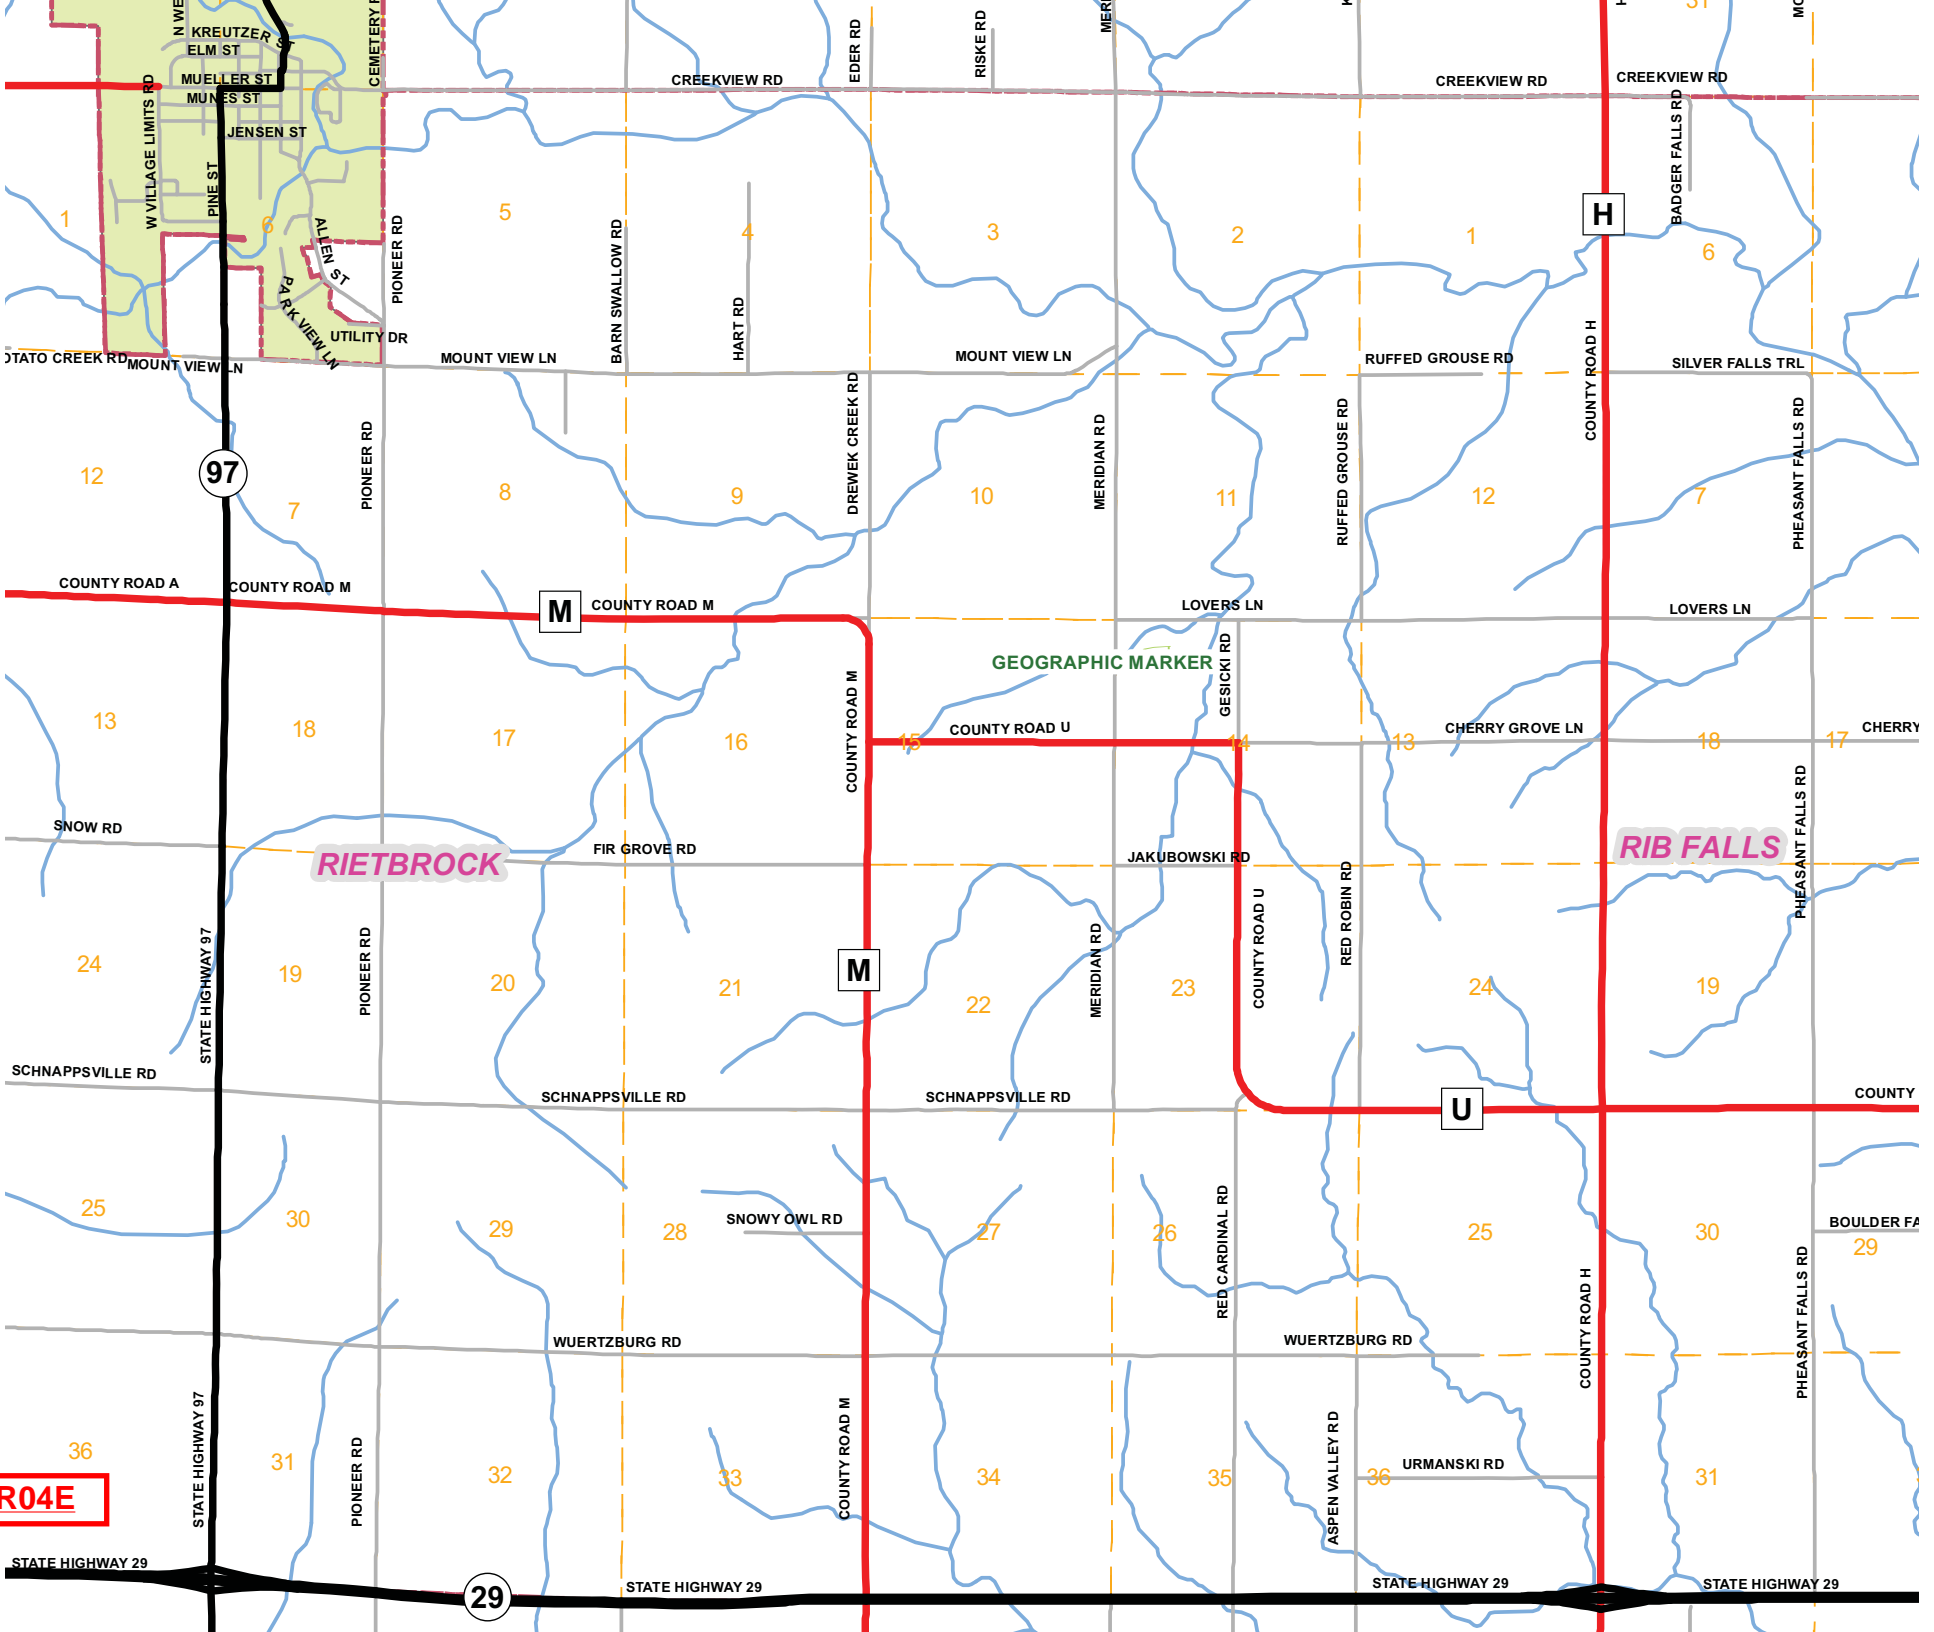 N WE
KREUTZER ST
ELM ST
MUELLER ST
MUNES ST
JENSEN ST
W VILLAGE LIMITS RD
PINE ST
CEMETERY R
ALLEN ST
PARK VIEW LN
UTILITY DR
PIONEER RD
EDER RD
RISKE RD
MERI
31
CREEKVIEW RD
CREEKVIEW RD
CREEKVIEW RD
BADGER FALLS RD
H
1
6
5
4
3
2
1
6
BARN SWALLOW RD
HART RD
COUNTY ROAD H
OTATO CREEK RD
MOUNT VIEW LN
MOUNT VIEW LN
MOUNT VIEW LN
RUFFED GROUSE RD
SILVER FALLS TRL
DREWEK CREEK RD
MERIDIAN RD
RUFFED GROUSE RD
PHEASANT FALLS RD
PIONEER RD
97
12
7
8
9
10
11
12
7
COUNTY ROAD A
COUNTY ROAD M
M
COUNTY ROAD M
LOVERS LN
LOVERS LN
GEOGRAPHIC MARKER
GESICKI RD
COUNTY ROAD M
13
18
17
16
15
COUNTY ROAD U
14
13
CHERRY GROVE LN
18
17
CHERRY
SNOW RD
RIETBROCK
FIR GROVE RD
JAKUBOWSKI RD
RIB FALLS
PHEASANT FALLS RD
RED ROBIN RD
COUNTY ROAD U
MERIDIAN RD
PIONEER RD
STATE HIGHWAY 97
M
24
19
20
21
22
23
24
19
SCHNAPPSVILLE RD
SCHNAPPSVILLE RD
SCHNAPPSVILLE RD
U
COUNTY
25
30
29
28
SNOWY OWL RD
27
26
RED CARDINAL RD
25
30
BOULDER FA
29
COUNTY ROAD H
PHEASANT FALLS RD
WUERTZBURG RD
WUERTZBURG RD
STATE HIGHWAY 97
PIONEER RD
COUNTY ROAD M
ASPEN VALLEY RD
URMANSKI RD
36
31
32
33
34
35
36
31
R04E
STATE HIGHWAY 29
29
STATE HIGHWAY 29
STATE HIGHWAY 29
STATE HIGHWAY 29